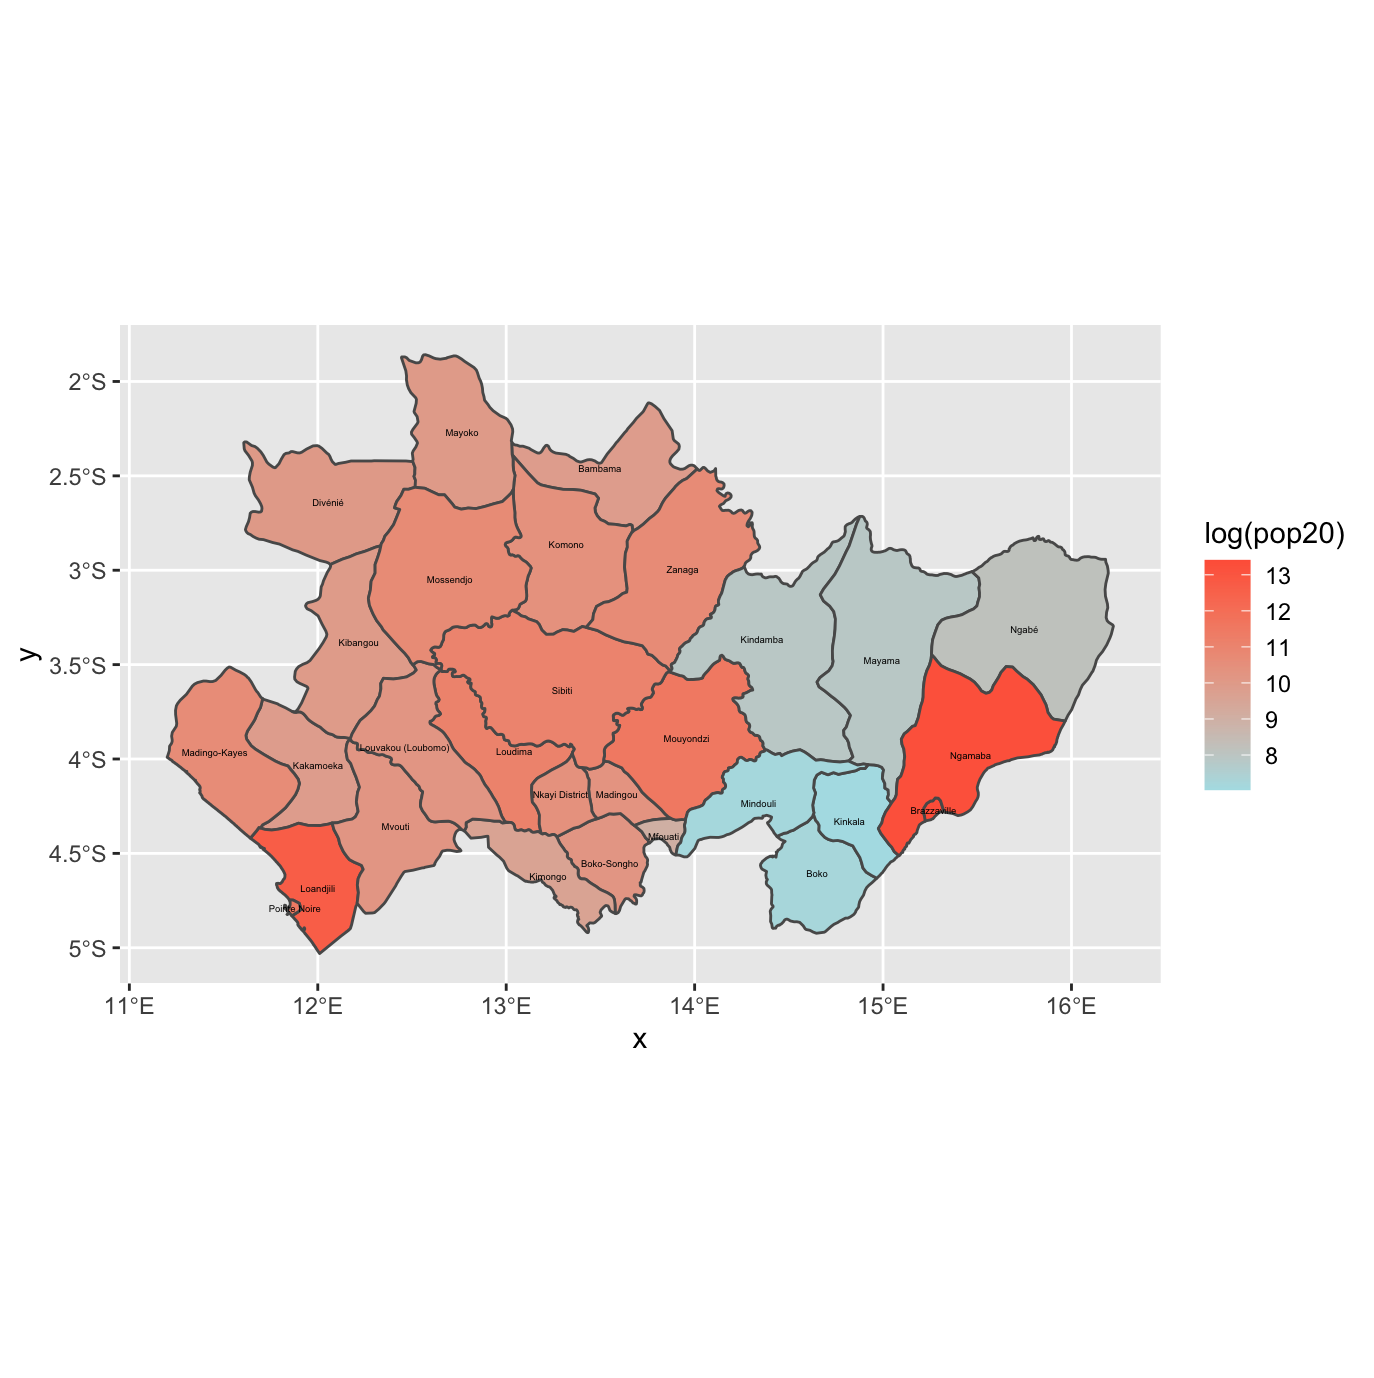 2°S
2.5°S
3°S
3.5°S
4°S
4.5°S
5°S
y
11°E
12°E
13°E
14°E
15°E
16°E
x
Mayoko
Bambama
Divénié
Komono
Zanaga
Mossendjo
Ngabé
Kindamba
Kibangou
Mayama
Sibiti
Mouyondzi
Louvakou (Loubomo)
Loudima
Madingo-Kayes
Ngamaba
Kakamoeka
Nkayi District
Madingou
Mindouli
Brazzaville
Kinkala
Mvouti
Mfouati
Boko-Songho
Boko
Kimongo
Loandjili
Pointe Noire
log(pop20)
13
12
11
10
9
8